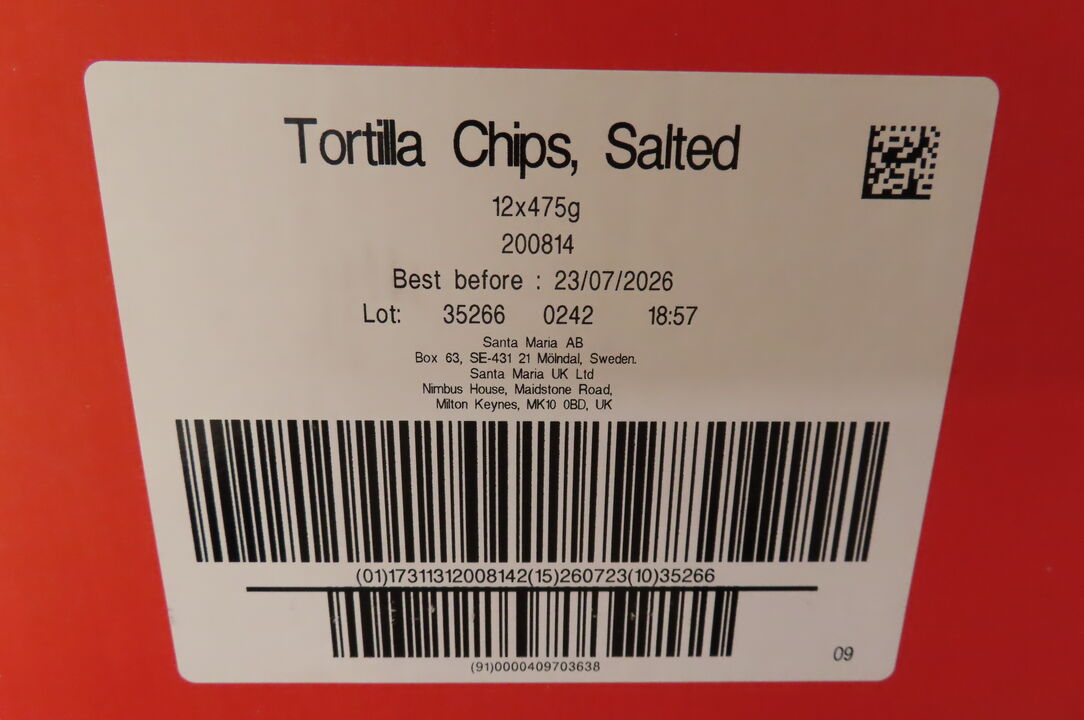 Tortilla Chips, Salted
12x475g
200814
Best before : 23/07/2026
Lot: 35266 0242 18:57
Santa Maria AB
Box 63, SE-431 21 Mölndal, Sweden.
Santa Maria UK Ltd
Nimbus House, Maidstone Road,
Milton Keynes, MK10 0BD, UK
(01)17311312008142(15)260723(10)35266
(91)0000409703638
09